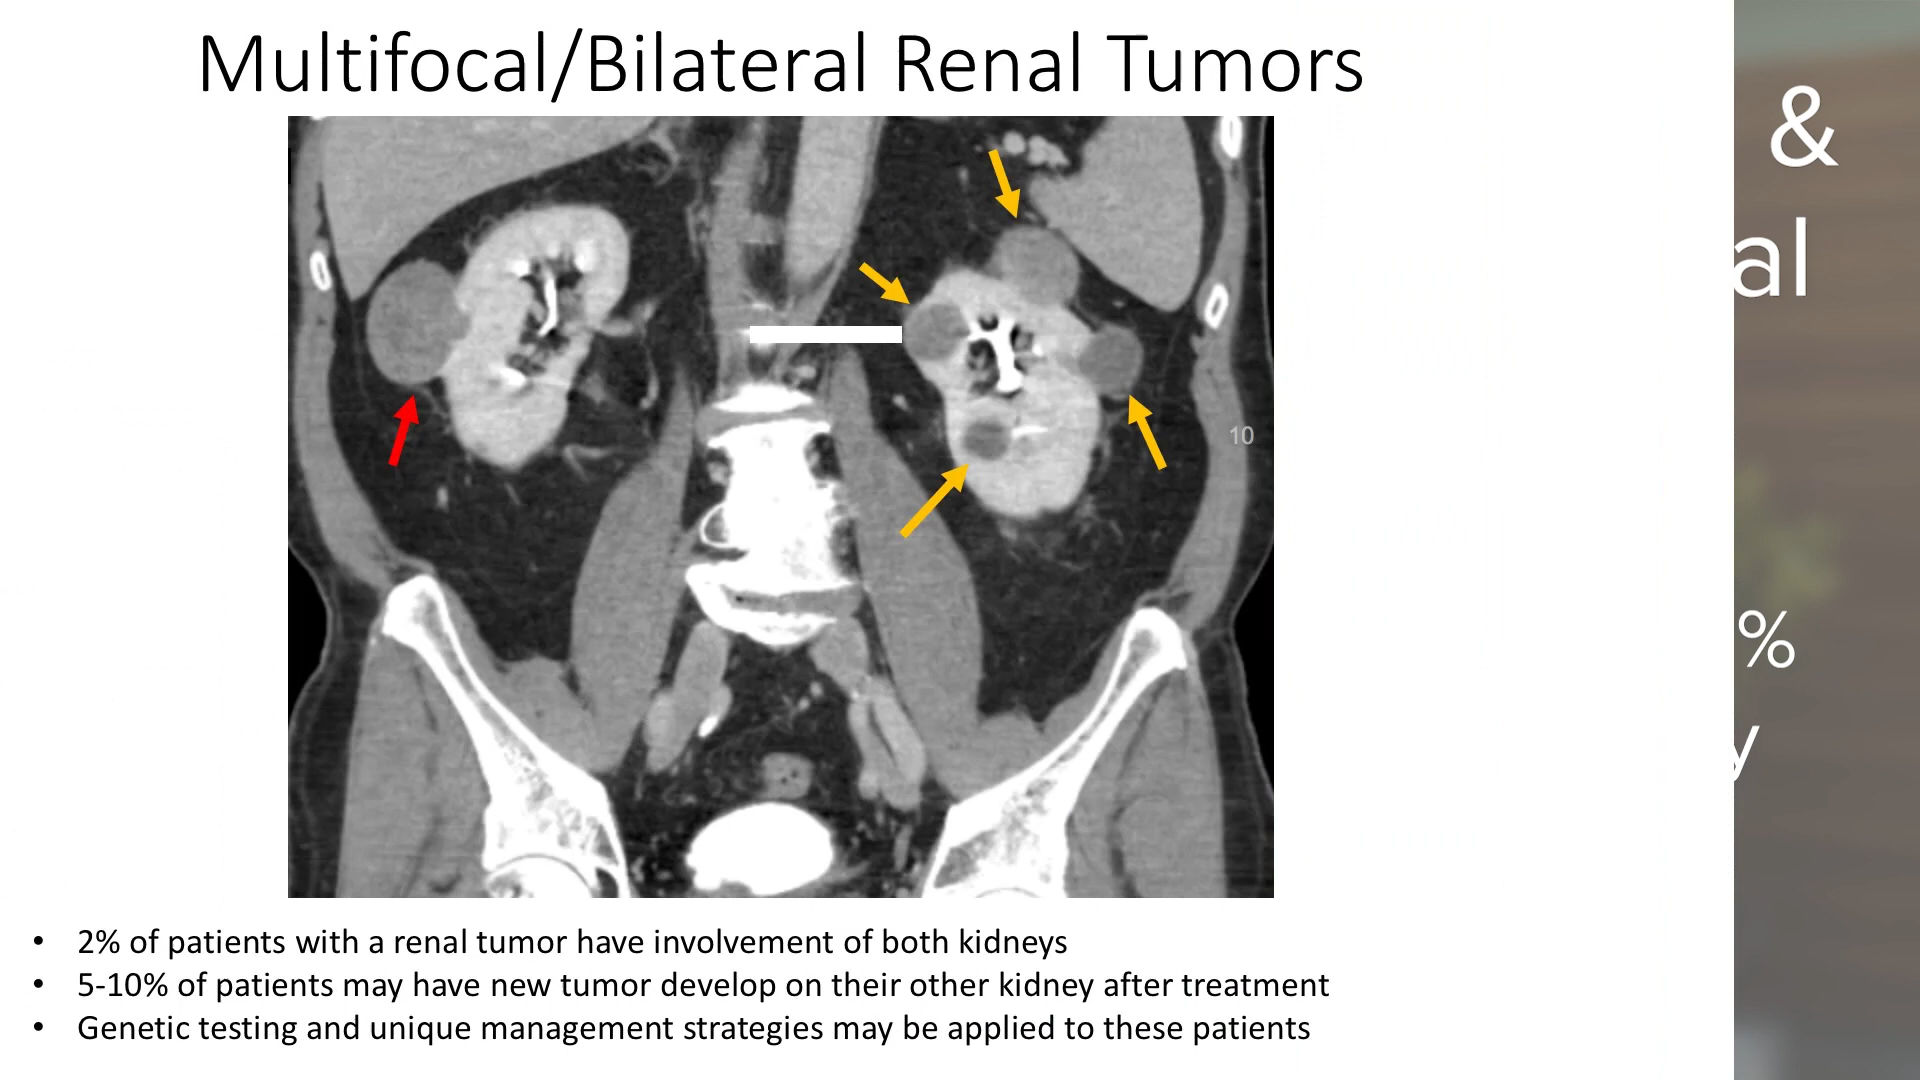 Multifocal/Bilateral Renal Tumors
10
• 2% of patients with a renal tumor have involvement of both kidneys
• 5-10% of patients may have new tumor develop on their other kidney after treatment
• Genetic testing and unique management strategies may be applied to these patients
&
al
%
y